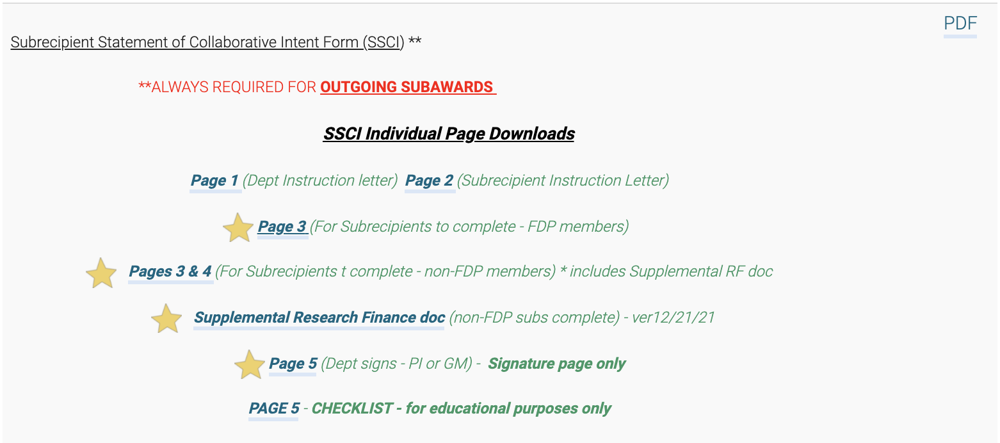 PDF
Subrecipient Statement of Collaborative Intent Form (SSCI) **
**ALWAYS REQUIRED FOR OUTGOING SUBAWARDS
SSCI Individual Page Downloads
Page 1 (Dept Instruction letter) Page 2 (Subrecipient Instruction Letter)
Page 3 (For Subrecipients to complete - FDP members)
Pages 3 & 4 (For Subrecipients t complete - non-FDP members) * includes Supplemental RF doc
Supplemental Research Finance doc (non-FDP subs complete) - ver12/21/21
Page 5 (Dept signs - PI or GM) - Signature page only
PAGE 5 - CHECKLIST - for educational purposes only